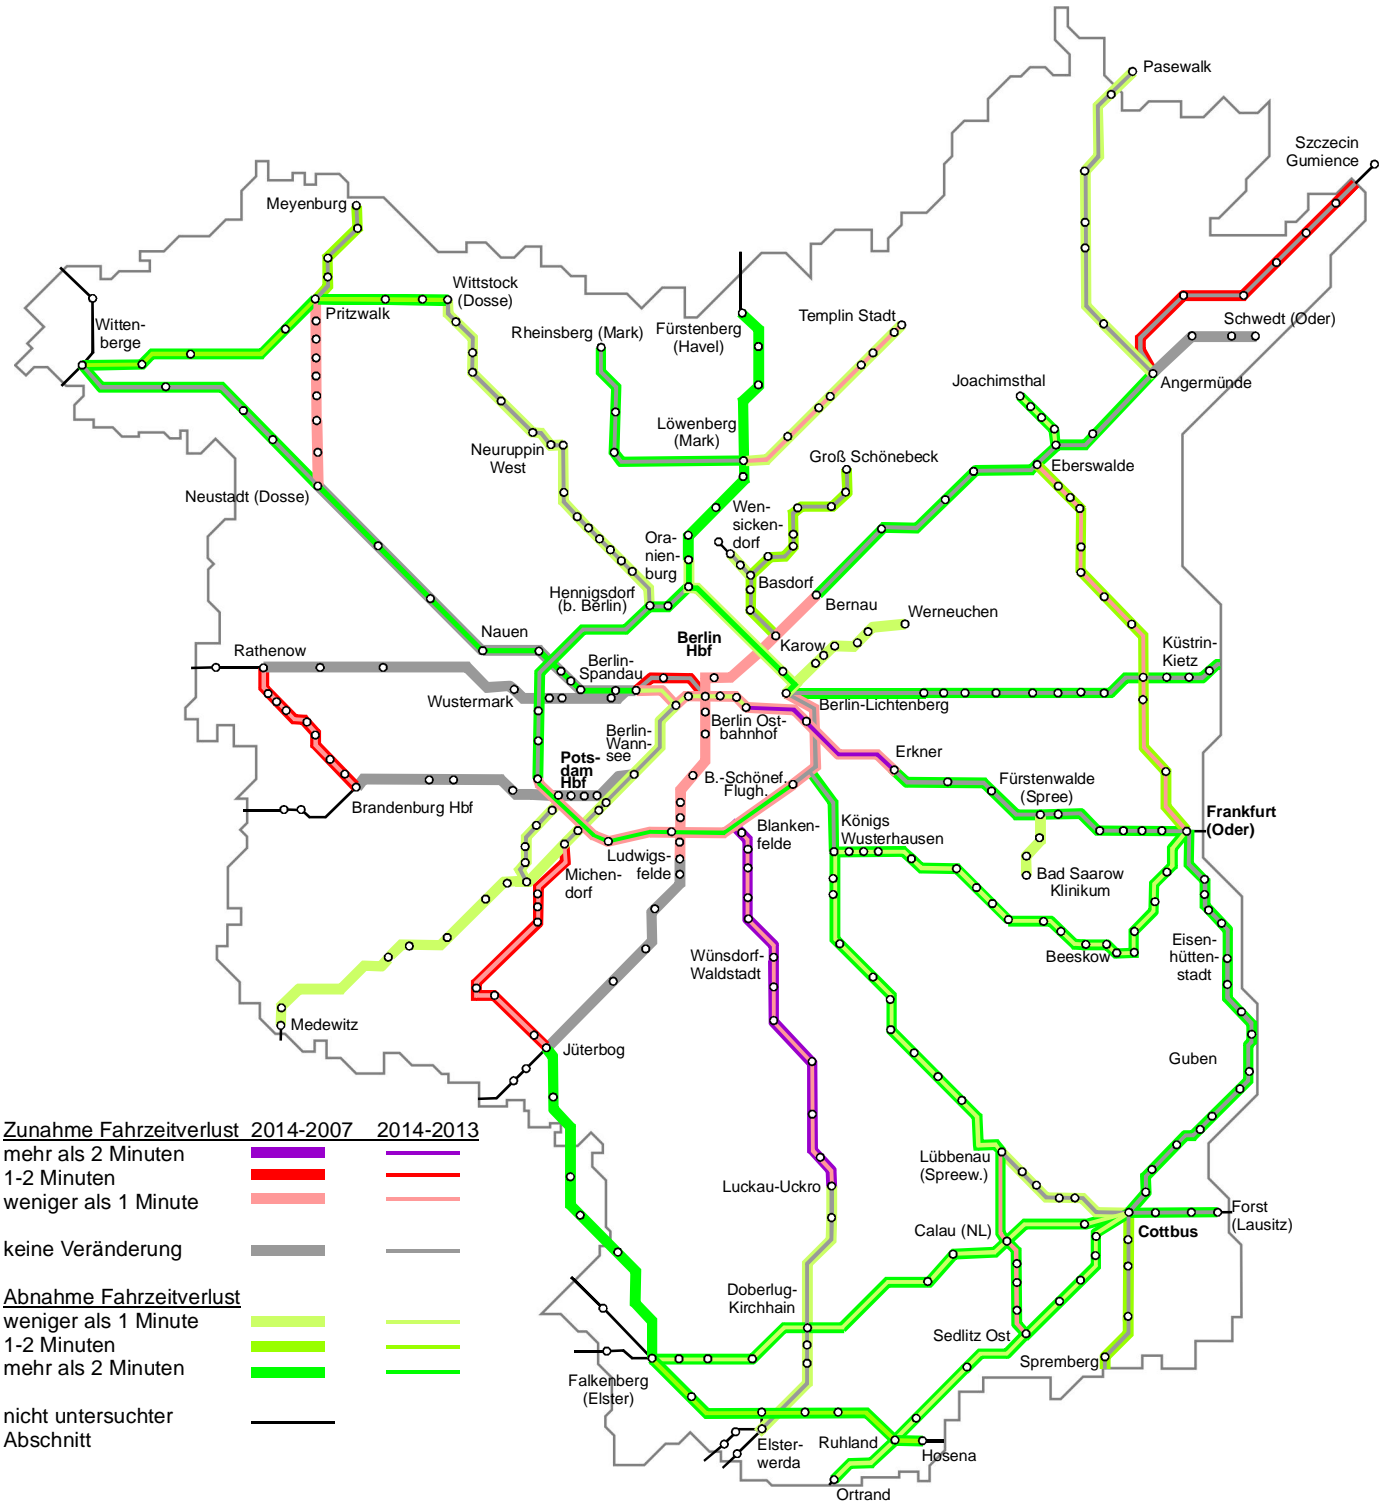 Pasewalk
Szczecin
Gumience
Meyenburg
Wittstock
(Dosse)
Pritzwalk
Witten-
berge
Rheinsberg (Mark)
Fürstenberg
(Havel)
Templin Stadt
Schwedt (Oder)
Angermünde
Joachimsthal
Löwenberg
(Mark)
Neuruppin
West
Groß Schönebeck
Eberswalde
Neustadt (Dosse)
Wen-
sicken-
dorf
Ora-
nien-
burg
Basdorf
Hennigsdorf
(b. Berlin)
Bernau
Werneuchen
Nauen
Berlin
Hbf
Karow
Küstrin-
Kietz
Rathenow
Berlin-
Spandau
Wustermark
Berlin-Lichtenberg
Berlin Ost-
bahnhof
Berlin-
Wann-
see
Erkner
Pots-
dam
Hbf
B.-Schönef.
Flugh.
Fürstenwalde
(Spree)
Brandenburg Hbf
Frankfurt
(Oder)
Blanken-
felde
Königs
Wusterhausen
Ludwigs-
felde
Michen-
dorf
Bad Saarow
Klinikum
Wünsdorf-
Waldstadt
Beeskow
Eisen-
hütten-
stadt
Medewitz
Jüterbog
Guben
Zunahme Fahrzeitverlust 2014-2007 2014-2013
mehr als 2 Minuten
1-2 Minuten
weniger als 1 Minute
keine Veränderung
Abnahme Fahrzeitverlust
weniger als 1 Minute
1-2 Minuten
mehr als 2 Minuten
nicht untersuchter
Abschnitt
Lübbenau
(Spreew.)
Luckau-Uckro
Forst
(Lausitz)
Calau (NL)
Cottbus
Doberlug-
Kirchhain
Sedlitz Ost
Spremberg
Falkenberg
(Elster)
Elster-
werda
Ruhland
Hosena
Ortrand